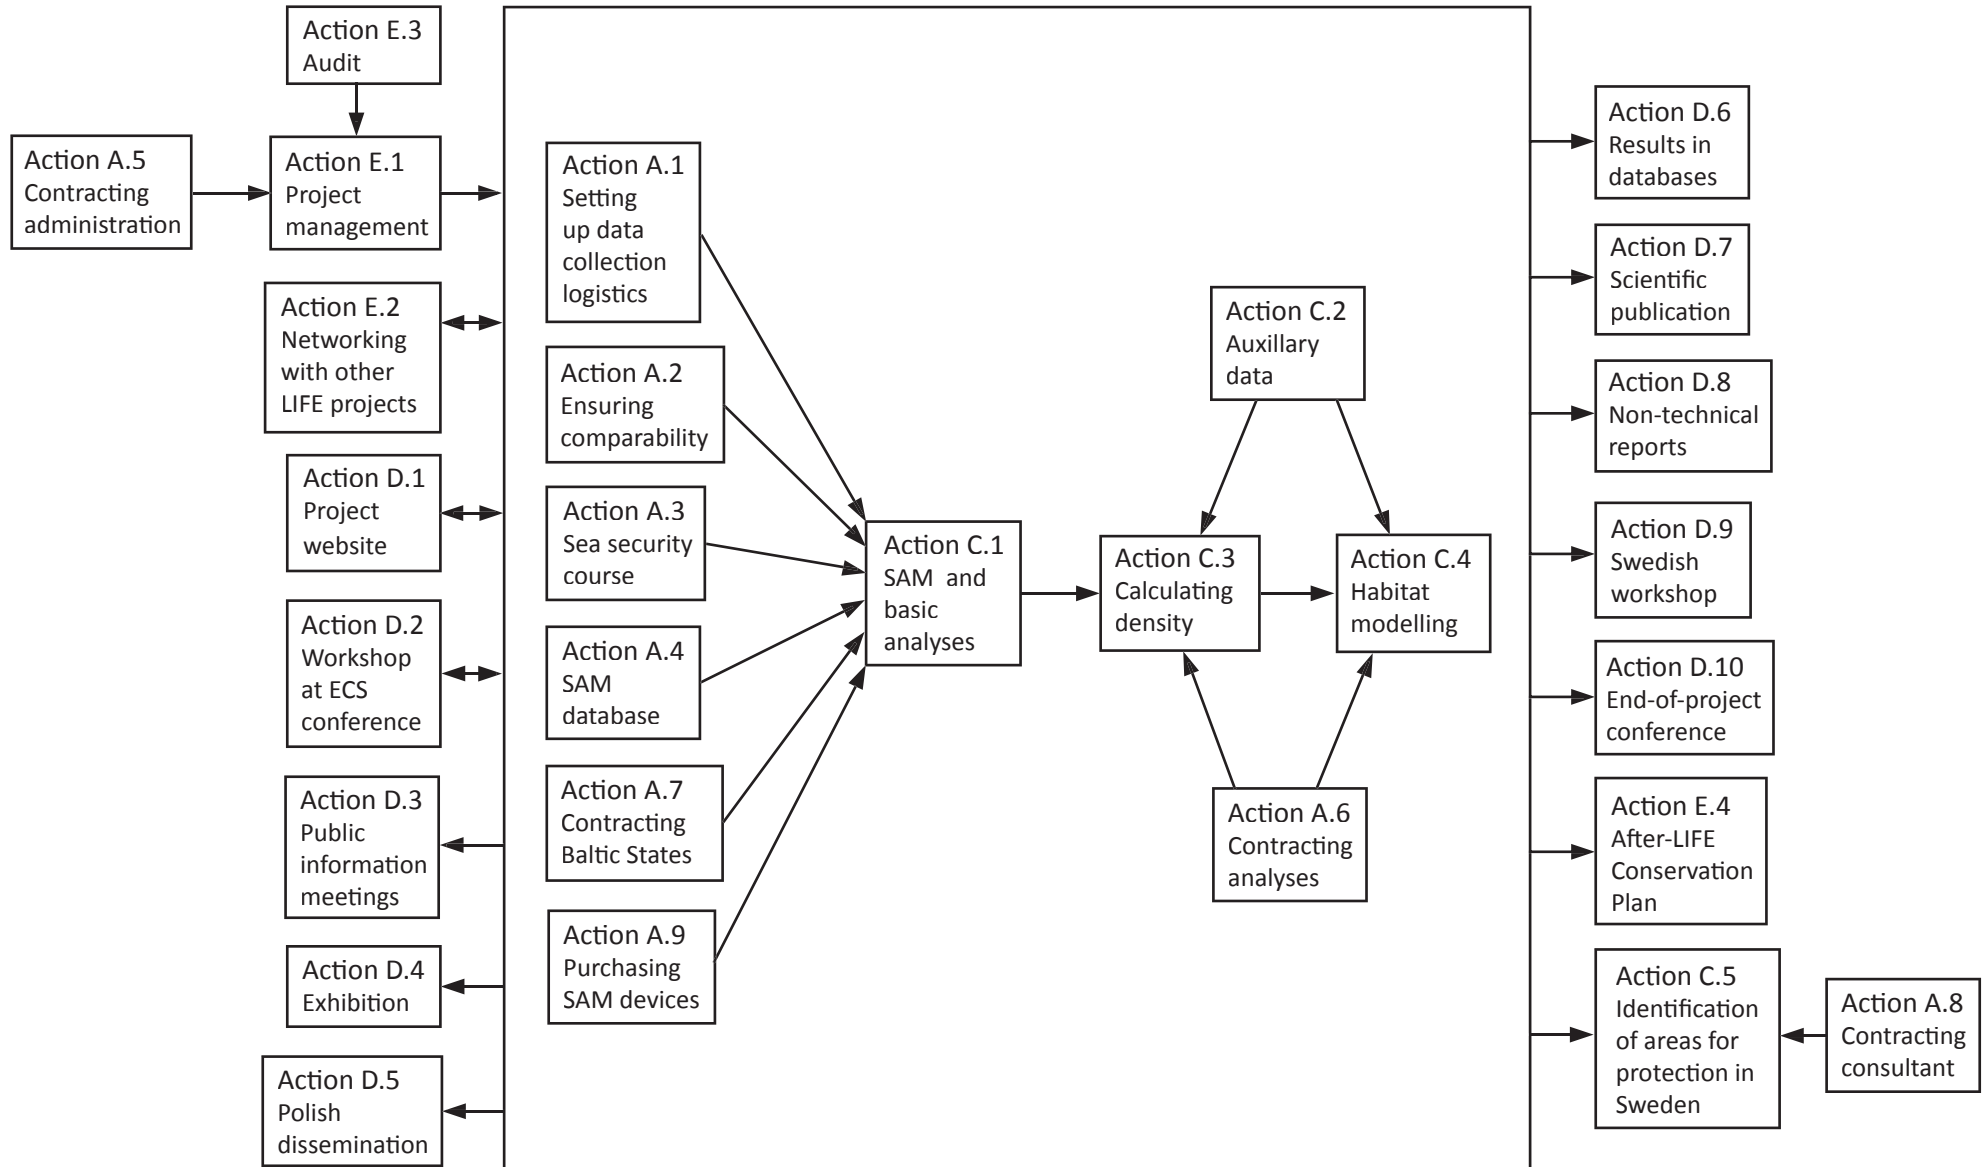 Action E.3
Audit
Action A.5
Contracting
administration
Action E.1
Project
management
Action E.2
Networking
with other
LIFE projects
Action D.1
Project
website
Action D.2
Workshop
at ECS
conference
Action D.3
Public
information
meetings
Action D.4
Exhibition
Action D.5
Polish
dissemination
Action A.1
Setting
up data
collection
logistics
Action A.2
Ensuring
comparability
Action A.3
Sea security
course
Action A.4
SAM
database
Action A.7
Contracting
Baltic States
Action A.9
Purchasing
SAM devices
Action C.1
SAM and
basic
analyses
Action C.2
Auxillary
data
Action C.3
Calculating
density
Action C.4
Habitat
modelling
Action A.6
Contracting
analyses
Action D.6
Results in
databases
Action D.7
Scientific
publication
Action D.8
Non-technical
reports
Action D.9
Swedish
workshop
Action D.10
End-of-project
conference
Action E.4
After-LIFE
Conservation
Plan
Action C.5
Identification
of areas for
protection in
Sweden
Action A.8
Contracting
consultant